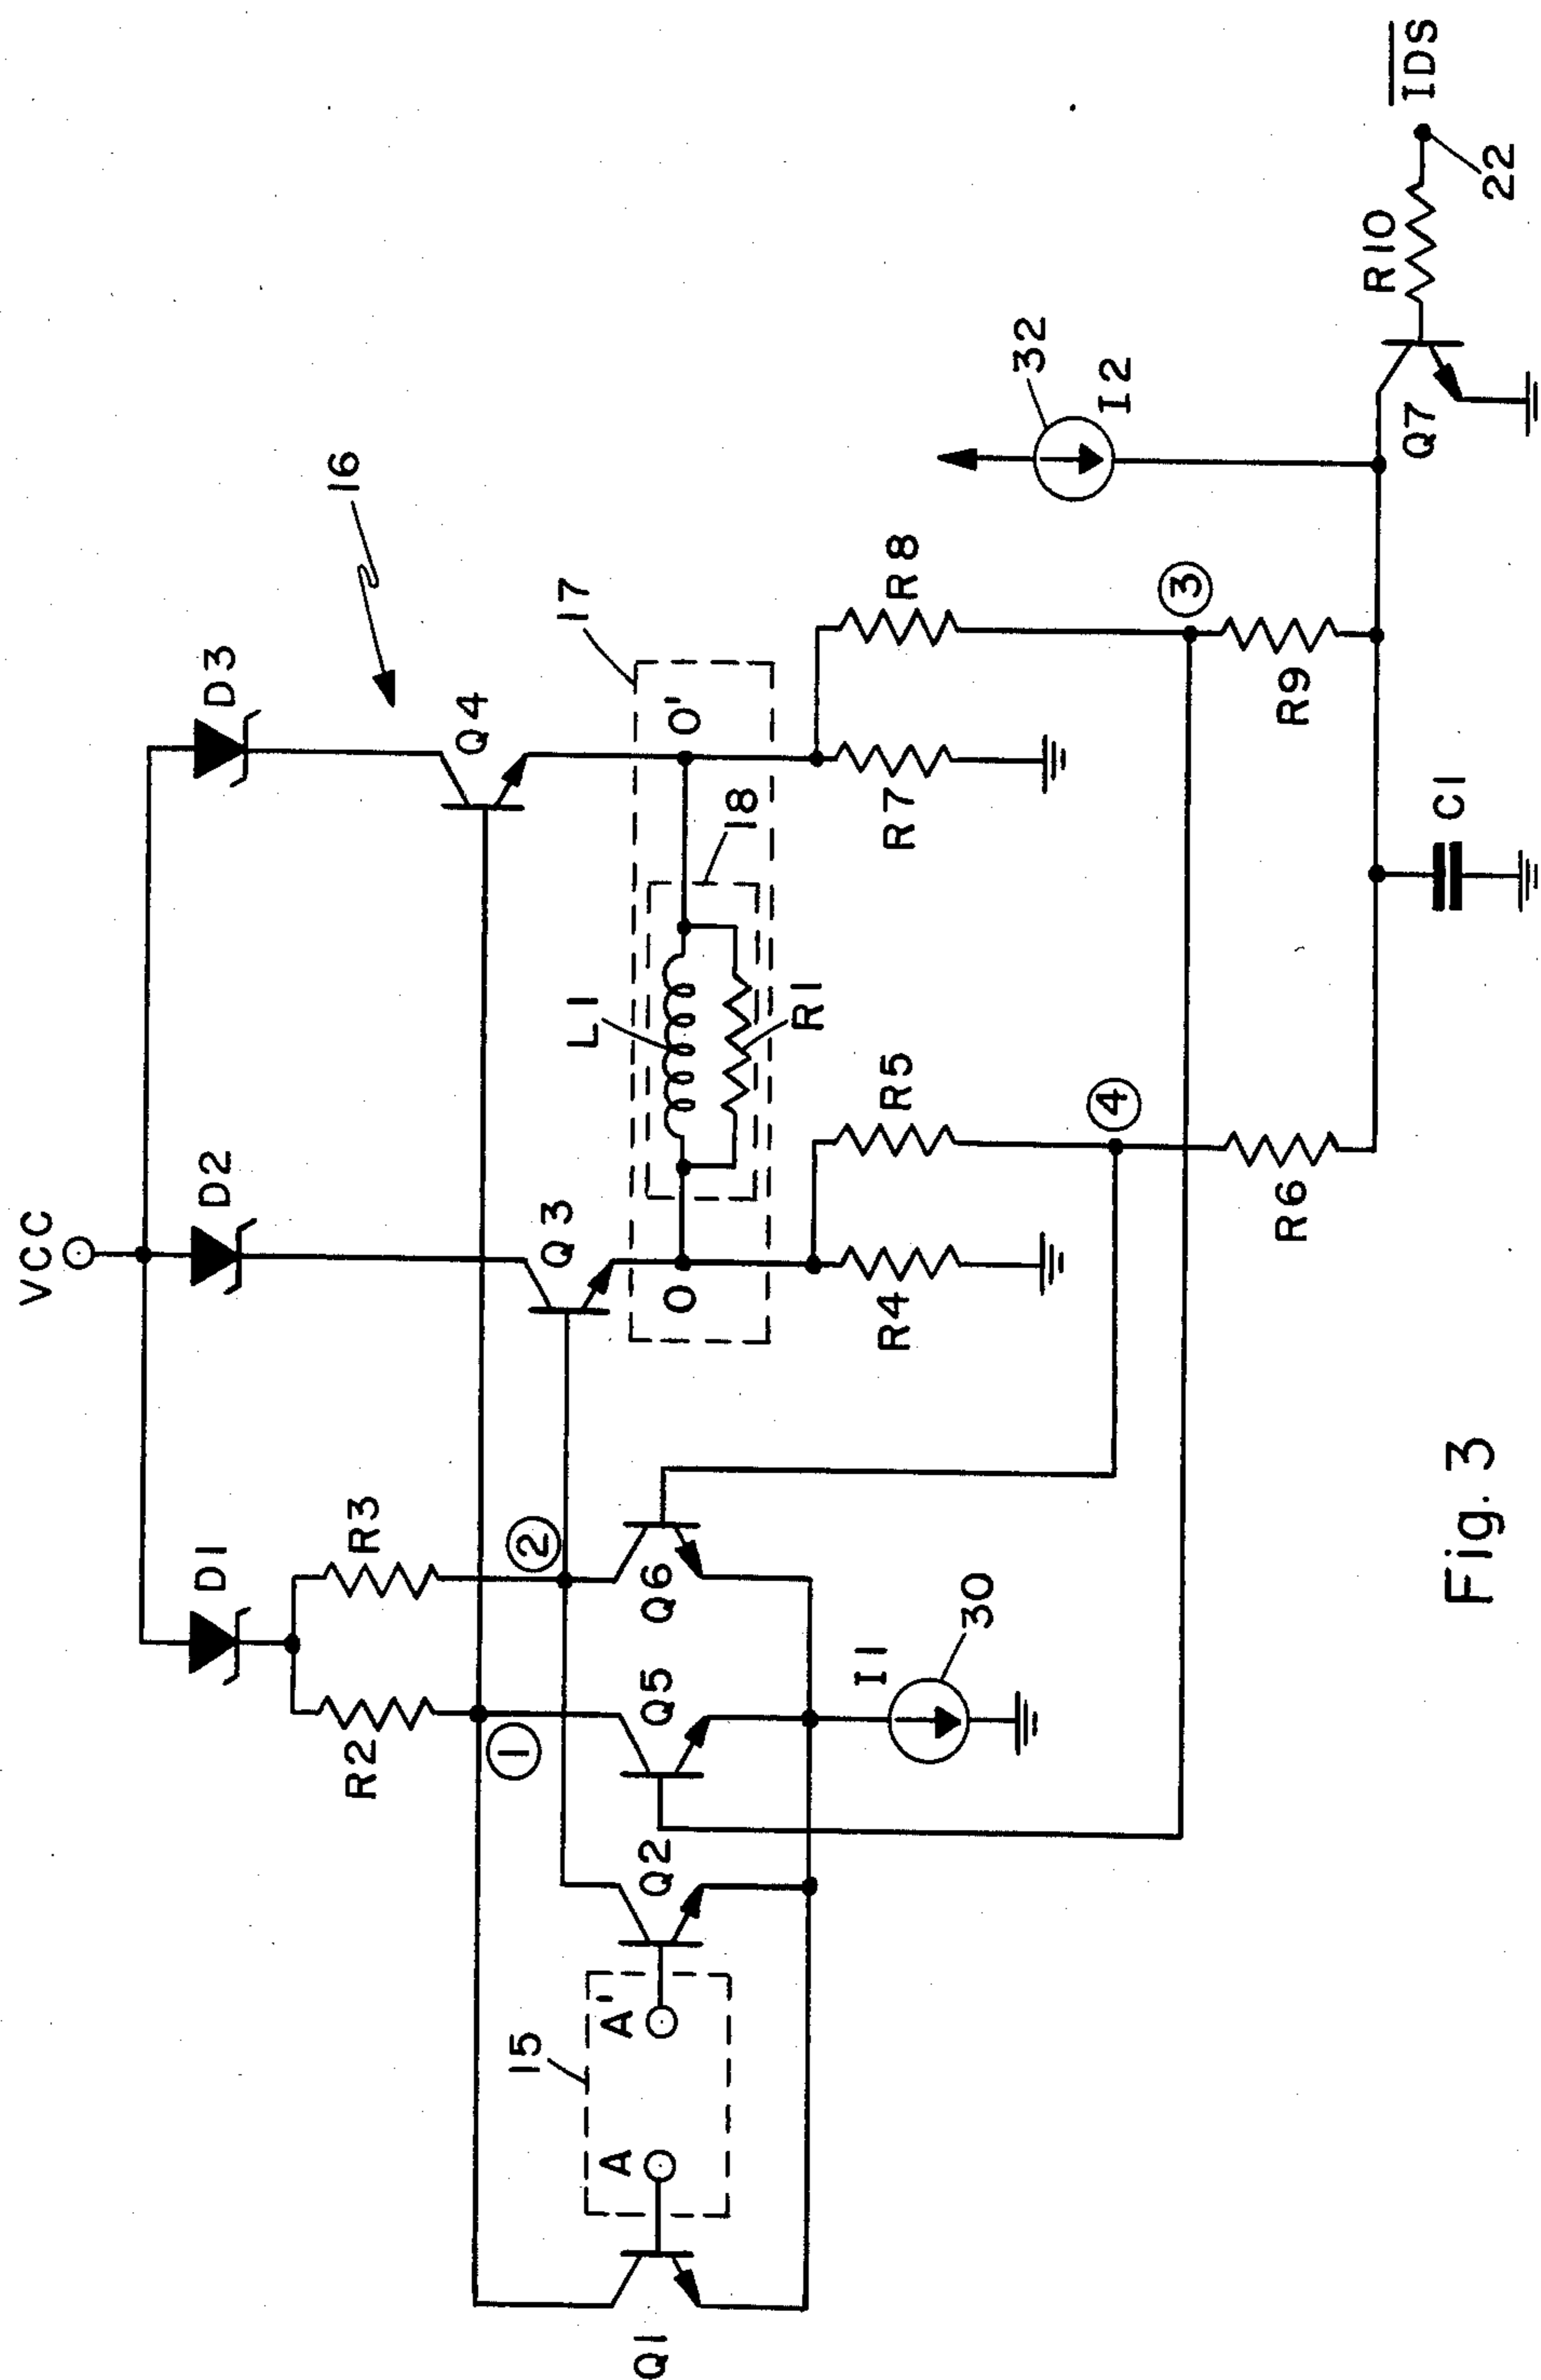 VCC
D1
D2
D3
16
R2
R3
1
2
Q3
Q4
17
15
A
A'
Q1
Q2
Q5
Q6
O
O'
L1
18
R1
I1
30
R4
R5
R7
R8
32
I2
4
3
R6
R9
C1
Q7
R10
IDS
22
Fig. 3